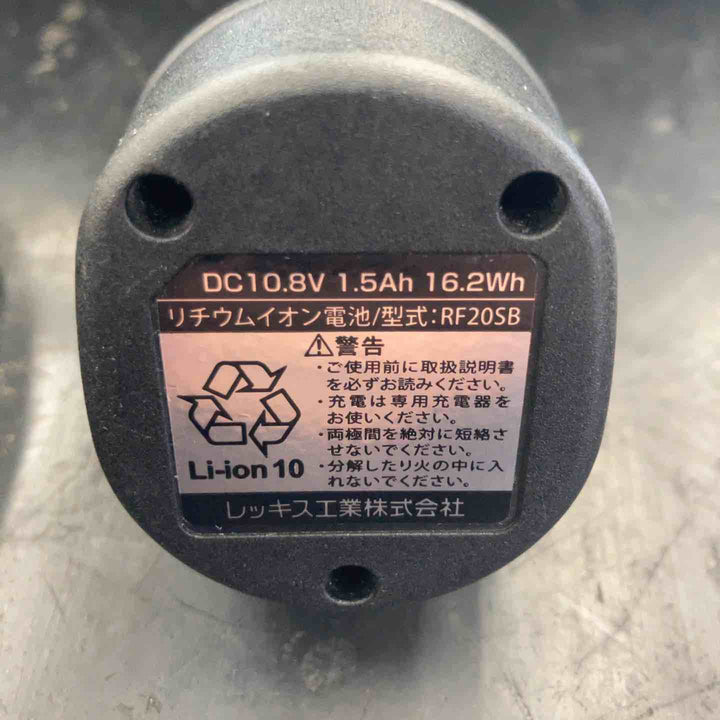 DC10.8V 1.5Ah 16.2Wh
リチウムイオン電池/型式:RF20SB
⚠警告
・ご使用前に取扱説明書
を必ずお読みください。
・充電は専用充電器を
お使いください。
・両極間を絶対に短絡さ
せないでください。
・分解したり火の中に入
れないでください。
Li-ion 10
レッキス工業株式会社